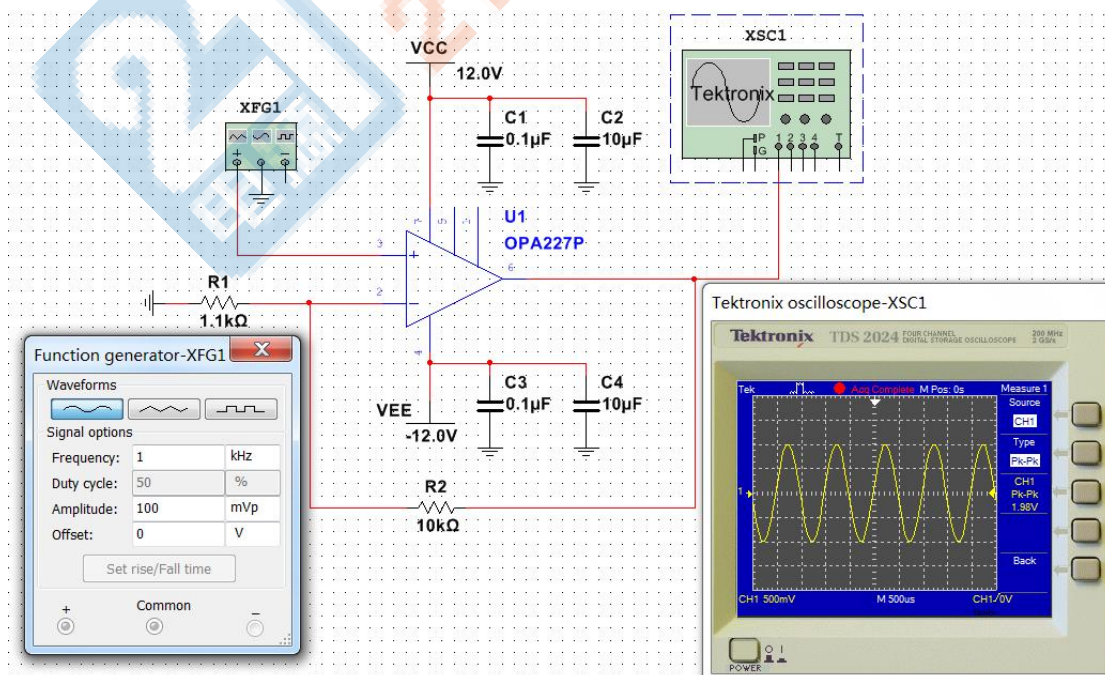 XSC1
VCC
12.0V
Tektronix
XFG1
C1
0.1µF
C2
10µF
P
G
1 2 3 4
T
+
−
U1
OPA227P
7
5
3
+
6
2
−
4
R1
1.1kΩ
C3
0.1µF
C4
10µF
VEE
-12.0V
R2
10kΩ
Function generator-XFG1
X
Waveforms
Signal options
Frequency:
1
kHz
Duty cycle:
50
%
Amplitude:
100
mVp
Offset:
0
V
Set rise/Fall time
+
Common
−
Tektronix oscilloscope-XSC1
Tektronix TDS 2024 FOUR CHANNEL DIGITAL STORAGE OSCILLOSCOPE 200 MHz 2 GS/s
Tek
Acq Complete M Pos: 0s
Measure 1
Source
CH1
Type
Pk-Pk
CH1
Pk-Pk
1.98V
Back
1
CH1 500mV
M 500us
CH1/0V
POWER